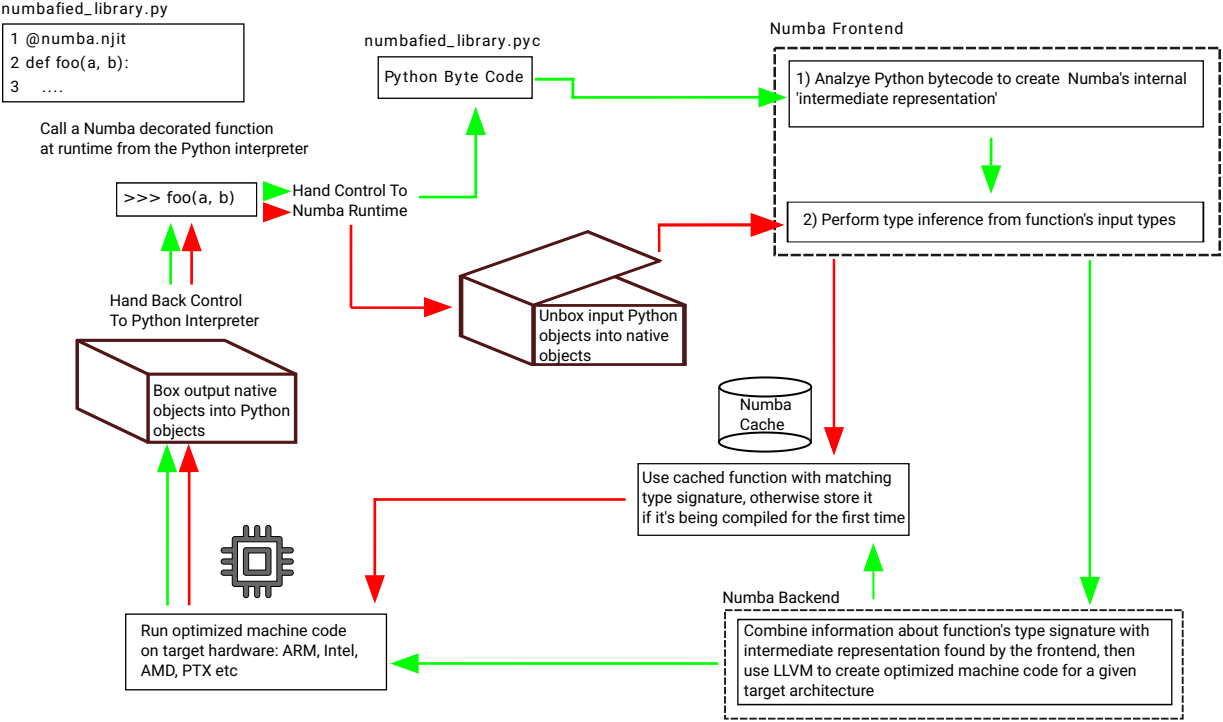 numbafied_library.py
1 @numba.njit
2 def foo(a, b):
3 ....
numbafied_library.pyc
Python Byte Code
Numba Frontend
1) Analzye Python bytecode to create Numba's internal
'intermediate representation'
Call a Numba decorated function
at runtime from the Python interpreter
>>> foo(a, b)
Hand Control To
Numba Runtime
2) Perform type inference from function's input types
Hand Back Control
To Python Interpreter
Unbox input Python
objects into native
objects
Box output native
objects into Python
objects
Numba
Cache
Use cached function with matching
type signature, otherwise store it
if it's being compiled for the first time
Numba Backend
Run optimized machine code
on target hardware: ARM, Intel,
AMD, PTX etc
Combine information about function's type signature with
intermediate representation found by the frontend, then
use LLVM to create optimized machine code for a given
target architecture